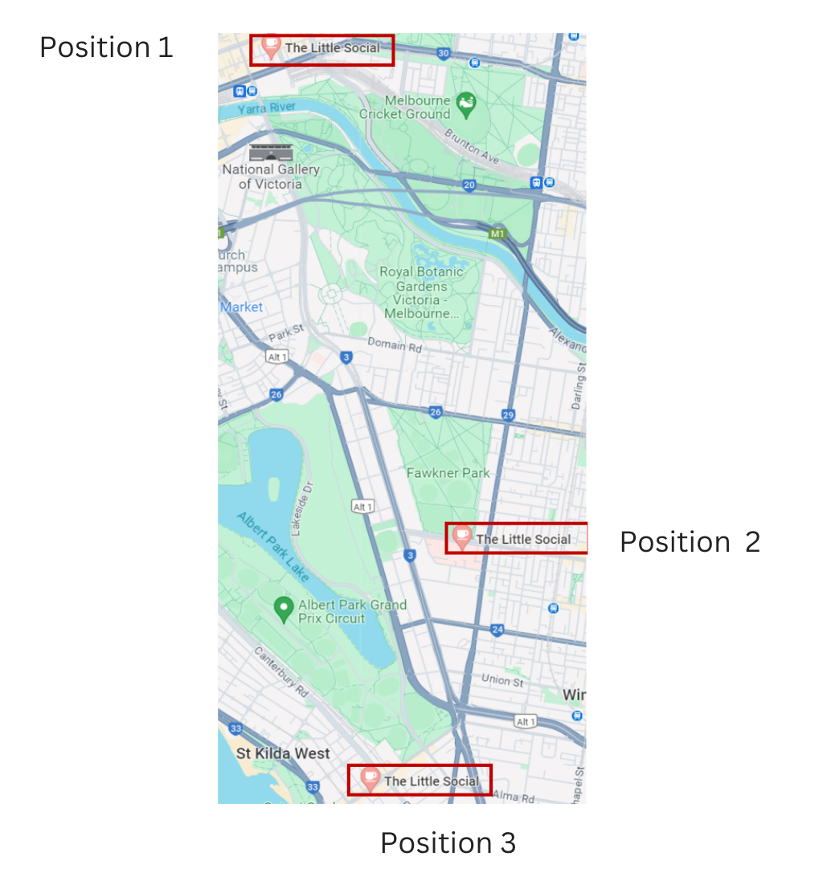 Position 1
The Little Social
30
Melbourne
Cricket Ground
Yarra River
Brunton Ave
National Gallery
of Victoria
20
M1
urch
ampus
Royal Botanic
Gardens
Victoria -
Melbourne...
Market
Park St
Alexand
Domain Rd
Alt 1
3
Darling St
26
y St
26
29
Fawkner Park
Lakeside Dr
Alt 1
The Little Social
Position 2
Albert Park Lake
3
Albert Park Grand
Prix Circuit
24
Canterbury Rd
Union St
Win
Alt 1
33
St Kilda West
33
The Little Social
Alma Rd
hapel St
Position 3